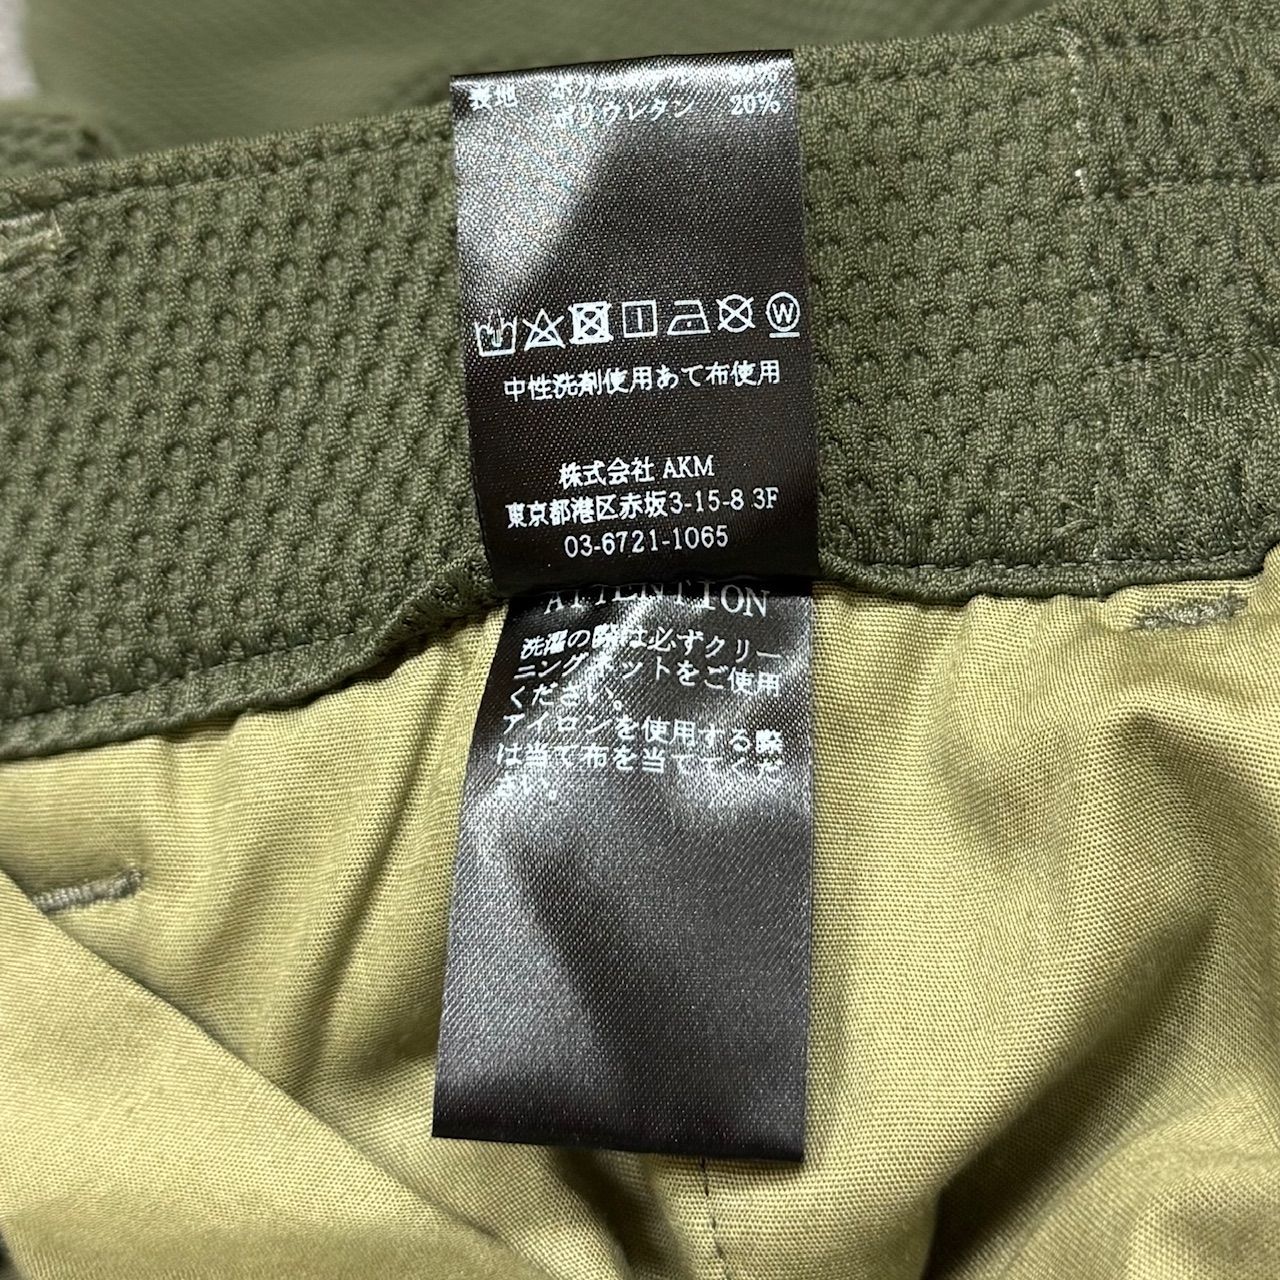 表地
ポリウレタン 20%
W
中性洗剤使用あて布使用
株式会社 AKM
東京都港区赤坂3-15-8 3F
03-6721-1065
ATTENTION
洗濯の際は必ずクリー
ニングネットをご使用
ください。
アイロンを使用する際
は当て布を当ててくだ
さい。